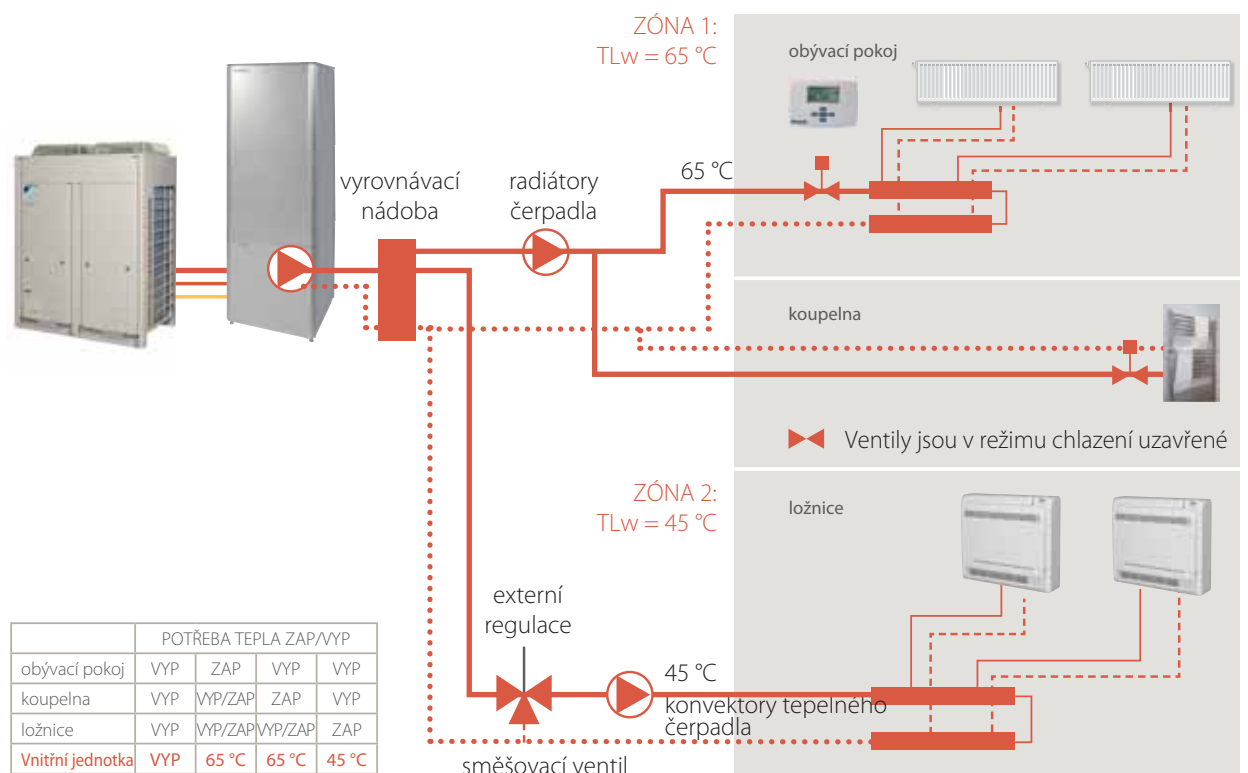 ZÓNA 1:
TLw = 65 °C
obývací pokoj
vyrovnávací
nádoba
radiátory
čerpadla
65 °C
koupelna
Ventily jsou v režimu chlazení uzavřené
ZÓNA 2:
TLw = 45 °C
ložnice
externí
regulace
45 °C
konvektory tepelného
čerpadla
směšovací ventil
POTŘEBA TEPLA ZAP/VYP
obývací pokoj VYP ZAP VYP VYP
koupelna VYP VYP/ZAP ZAP VYP
ložnice VYP VYP/ZAP VYP/ZAP ZAP
Vnitřní jednotka VYP 65 °C 65 °C 45 °C